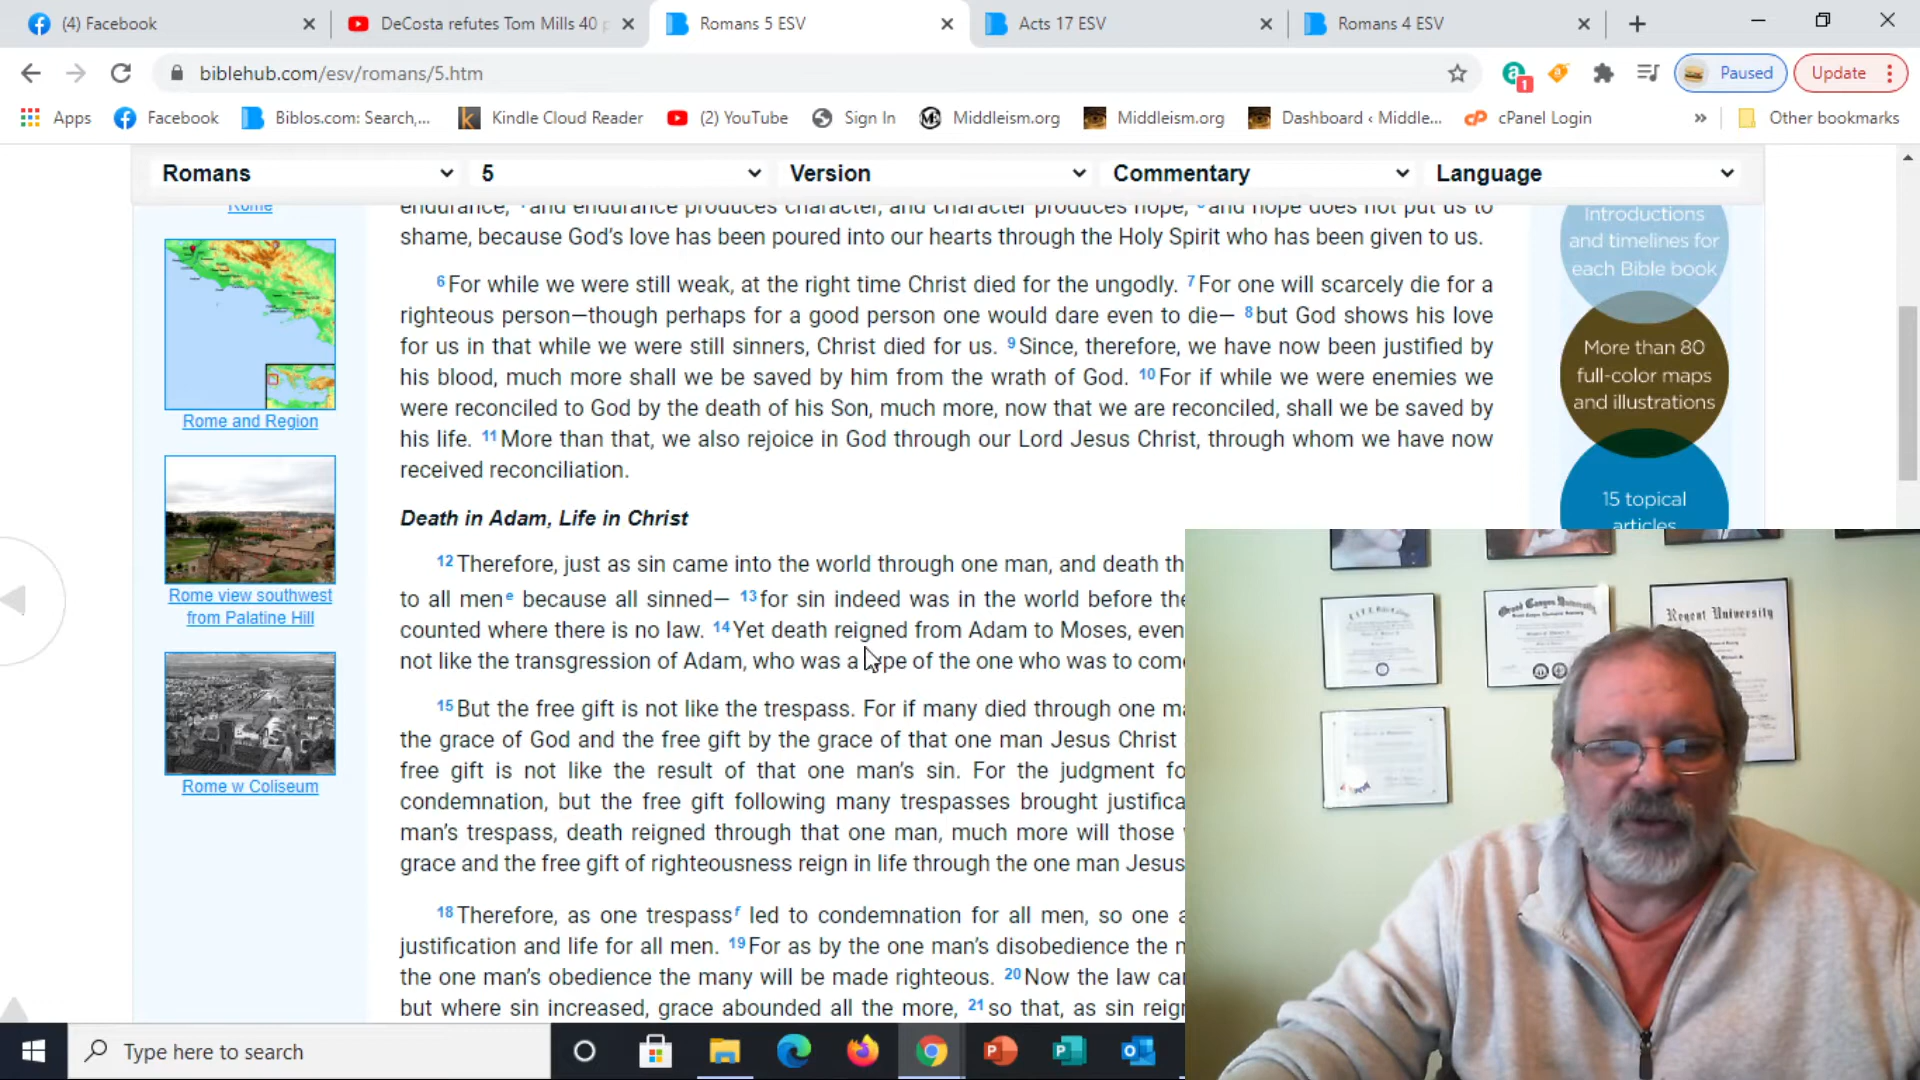 (4) Facebook
DeCosta refutes Tom Mills 40 p
Romans 5 ESV
Acts 17 ESV
Romans 4 ESV
biblehub.com/esv/romans/5.htm
1
Paused
Update
Apps
Facebook
Biblos.com: Search,...
Kindle Cloud Reader
(2) YouTube
Sign In
Middleism.org
Middleism.org
Dashboard ‹ Middle...
cPanel Login
»
Other bookmarks
Romans
5
Version
Commentary
Language
Rome
Rome and Region
Rome view southwest
from Palatine Hill
Rome w Coliseum
endurance, and endurance produces character, and character produces hope, and hope does not put us to
shame, because God's love has been poured into our hearts through the Holy Spirit who has been given to us.
6 For while we were still weak, at the right time Christ died for the ungodly. 7 For one will scarcely die for a
righteous person—though perhaps for a good person one would dare even to die— 8 but God shows his love
for us in that while we were still sinners, Christ died for us. 9 Since, therefore, we have now been justified by
his blood, much more shall we be saved by him from the wrath of God. 10 For if while we were enemies we
were reconciled to God by the death of his Son, much more, now that we are reconciled, shall we be saved by
his life. 11 More than that, we also rejoice in God through our Lord Jesus Christ, through whom we have now
received reconciliation.
Death in Adam, Life in Christ
12 Therefore, just as sin came into the world through one man, and death th
to all men e because all sinned— 13 for sin indeed was in the world before the
counted where there is no law. 14 Yet death reigned from Adam to Moses, even
not like the transgression of Adam, who was a type of the one who was to com
15 But the free gift is not like the trespass. For if many died through one ma
the grace of God and the free gift by the grace of that one man Jesus Christ
free gift is not like the result of that one man's sin. For the judgment fo
condemnation, but the free gift following many trespasses brought justifica
man's trespass, death reigned through that one man, much more will those
grace and the free gift of righteousness reign in life through the one man Jesus
18 Therefore, as one trespass f led to condemnation for all men, so one a
justification and life for all men. 19 For as by the one man's disobedience the m
the one man's obedience the many will be made righteous. 20 Now the law ca
but where sin increased, grace abounded all the more, 21 so that, as sin reig
Introductions
and timelines for
each Bible book
More than 80
full-color maps
and illustrations
15 topical
articles
Grand Canyon University
Regent University
Type here to search